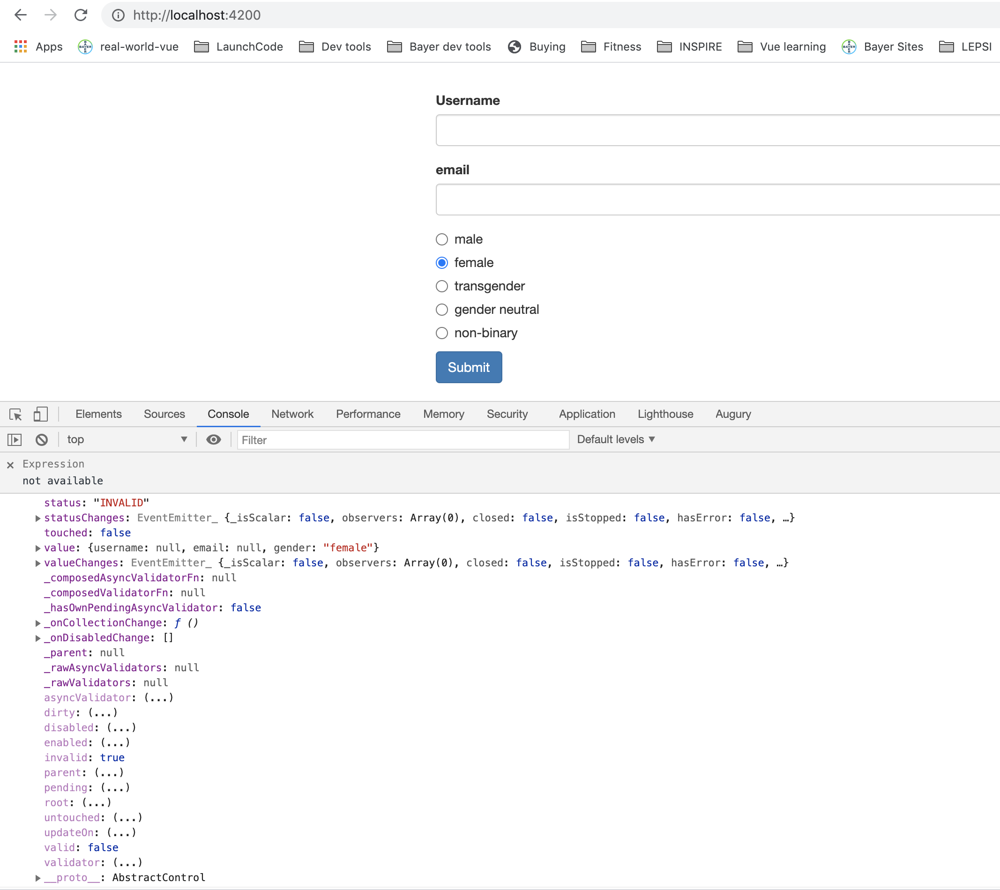 http://localhost:4200
Apps real-world-vue LaunchCode Dev tools Bayer dev tools Buying Fitness INSPIRE Vue learning Bayer Sites LEPSI
Username
email
male
female
transgender
gender neutral
non-binary
Submit
Elements Sources Console Network Performance Memory Security Application Lighthouse Augury
top ▼ Filter Default levels ▼
× Expression
not available
status: "INVALID"
▶ statusChanges: EventEmitter_ {_isScalar: false, observers: Array(0), closed: false, isStopped: false, hasError: false, …}
touched: false
▶ value: {username: null, email: null, gender: "female"}
▶ valueChanges: EventEmitter_ {_isScalar: false, observers: Array(0), closed: false, isStopped: false, hasError: false, …}
_composedAsyncValidatorFn: null
_composedValidatorFn: null
_hasOwnPendingAsyncValidator: false
▶ _onCollectionChange: ƒ ()
▶ _onDisabledChange: []
_parent: null
_rawAsyncValidators: null
_rawValidators: null
asyncValidator: (...)
dirty: (...)
disabled: (...)
enabled: (...)
invalid: true
parent: (...)
pending: (...)
root: (...)
untouched: (...)
updateOn: (...)
valid: false
validator: (...)
▶ __proto__: AbstractControl